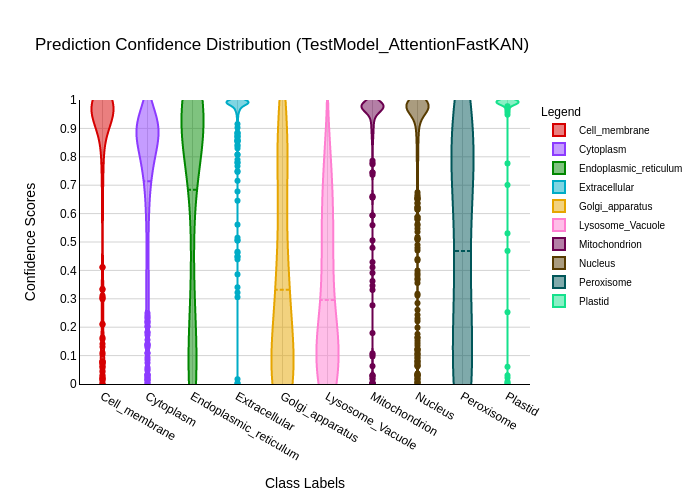 Prediction Confidence Distribution (TestModel_AttentionFastKAN)
Legend
Cell_membrane
Cytoplasm
Endoplasmic_reticulum
Extracellular
Golgi_apparatus
Lysosome_Vacuole
Mitochondrion
Nucleus
Peroxisome
Plastid
Confidence Scores
1
0.9
0.8
0.7
0.6
0.5
0.4
0.3
0.2
0.1
0
Cell_membrane
Cytoplasm
Endoplasmic_reticulum
Extracellular
Golgi_apparatus
Lysosome_Vacuole
Mitochondrion
Nucleus
Peroxisome
Plastid
Class Labels